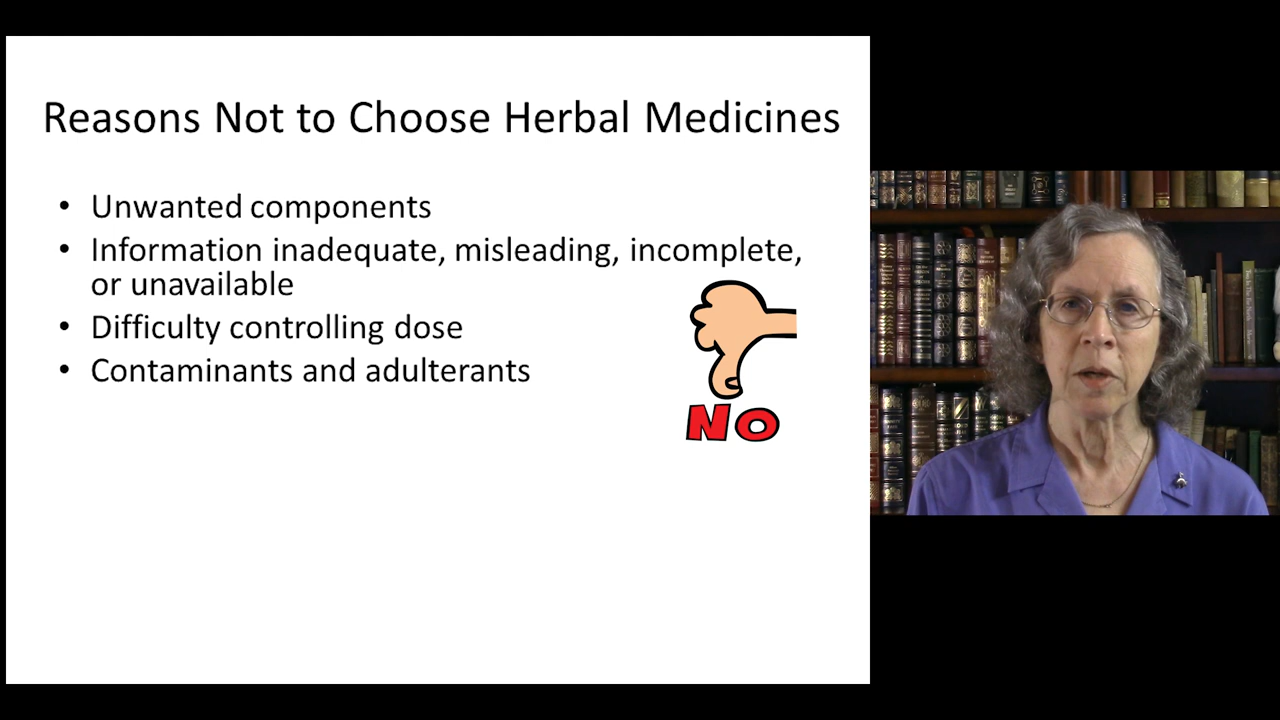 Reasons Not to Choose Herbal Medicines
• Unwanted components
• Information inadequate, misleading, incomplete,
or unavailable
• Difficulty controlling dose
• Contaminants and adulterants
NO